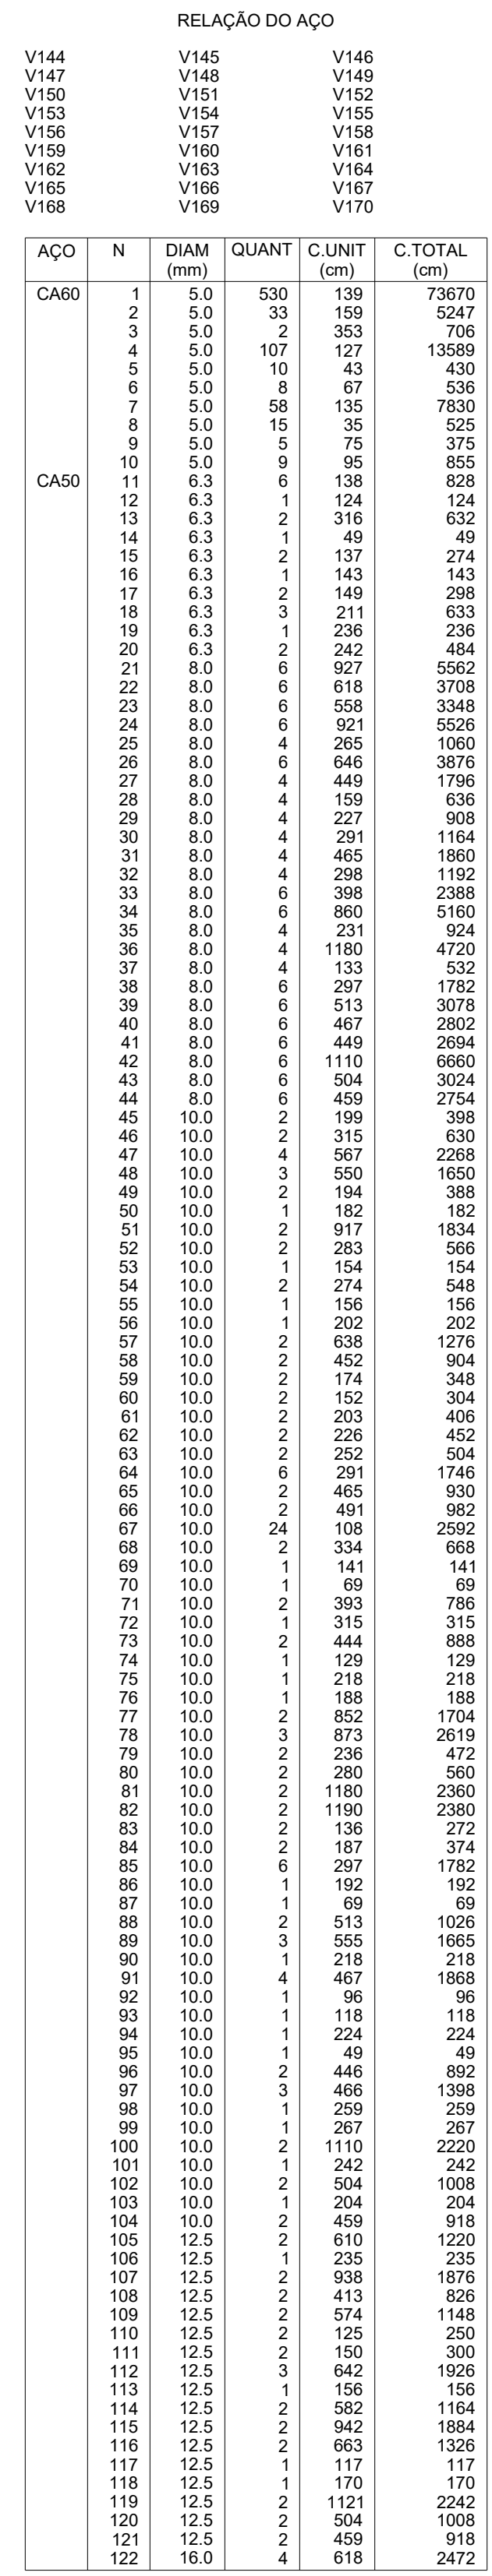 RELAÇÃO DO AÇO
V144 V145 V146
V147 V148 V149
V150 V151 V152
V153 V154 V155
V156 V157 V158
V159 V160 V161
V162 V163 V164
V165 V166 V167
V168 V169 V170
AÇO N DIAM QUANT C.UNIT C.TOTAL
(mm) (cm) (cm)
CA60 1 5.0 530 139 73670
2 5.0 33 159 5247
3 5.0 2 353 706
4 5.0 107 127 13589
5 5.0 10 43 430
6 5.0 8 67 536
7 5.0 58 135 7830
8 5.0 15 35 525
9 5.0 5 75 375
10 5.0 9 95 855
CA50 11 6.3 6 138 828
12 6.3 1 124 124
13 6.3 2 316 632
14 6.3 1 49 49
15 6.3 2 137 274
16 6.3 1 143 143
17 6.3 2 149 298
18 6.3 3 211 633
19 6.3 1 236 236
20 6.3 2 242 484
21 8.0 6 927 5562
22 8.0 6 618 3708
23 8.0 6 558 3348
24 8.0 6 921 5526
25 8.0 4 265 1060
26 8.0 6 646 3876
27 8.0 4 449 1796
28 8.0 4 159 636
29 8.0 4 227 908
30 8.0 4 291 1164
31 8.0 4 465 1860
32 8.0 4 298 1192
33 8.0 6 398 2388
34 8.0 6 860 5160
35 8.0 4 231 924
36 8.0 4 1180 4720
37 8.0 4 133 532
38 8.0 6 297 1782
39 8.0 6 513 3078
40 8.0 6 467 2802
41 8.0 6 449 2694
42 8.0 6 1110 6660
43 8.0 6 504 3024
44 8.0 6 459 2754
45 10.0 2 199 398
46 10.0 2 315 630
47 10.0 4 567 2268
48 10.0 3 550 1650
49 10.0 2 194 388
50 10.0 1 182 182
51 10.0 2 917 1834
52 10.0 2 283 566
53 10.0 1 154 154
54 10.0 2 274 548
55 10.0 1 156 156
56 10.0 1 202 202
57 10.0 2 638 1276
58 10.0 2 452 904
59 10.0 2 174 348
60 10.0 2 152 304
61 10.0 2 203 406
62 10.0 2 226 452
63 10.0 2 252 504
64 10.0 6 291 1746
65 10.0 2 465 930
66 10.0 2 491 982
67 10.0 24 108 2592
68 10.0 2 334 668
69 10.0 1 141 141
70 10.0 1 69 69
71 10.0 2 393 786
72 10.0 1 315 315
73 10.0 2 444 888
74 10.0 1 129 129
75 10.0 1 218 218
76 10.0 1 188 188
77 10.0 2 852 1704
78 10.0 3 873 2619
79 10.0 2 236 472
80 10.0 2 280 560
81 10.0 2 1180 2360
82 10.0 2 1190 2380
83 10.0 2 136 272
84 10.0 2 187 374
85 10.0 6 297 1782
86 10.0 1 192 192
87 10.0 1 69 69
88 10.0 2 513 1026
89 10.0 3 555 1665
90 10.0 1 218 218
91 10.0 4 467 1868
92 10.0 1 96 96
93 10.0 1 118 118
94 10.0 1 224 224
95 10.0 1 49 49
96 10.0 2 446 892
97 10.0 3 466 1398
98 10.0 1 259 259
99 10.0 1 267 267
100 10.0 2 1110 2220
101 10.0 1 242 242
102 10.0 2 504 1008
103 10.0 1 204 204
104 10.0 2 459 918
105 12.5 2 610 1220
106 12.5 1 235 235
107 12.5 2 938 1876
108 12.5 2 413 826
109 12.5 2 574 1148
110 12.5 2 125 250
111 12.5 2 150 300
112 12.5 3 642 1926
113 12.5 1 156 156
114 12.5 2 582 1164
115 12.5 2 942 1884
116 12.5 2 663 1326
117 12.5 1 117 117
118 12.5 1 170 170
119 12.5 2 1121 2242
120 12.5 2 504 1008
121 12.5 2 459 918
122 16.0 4 618 2472